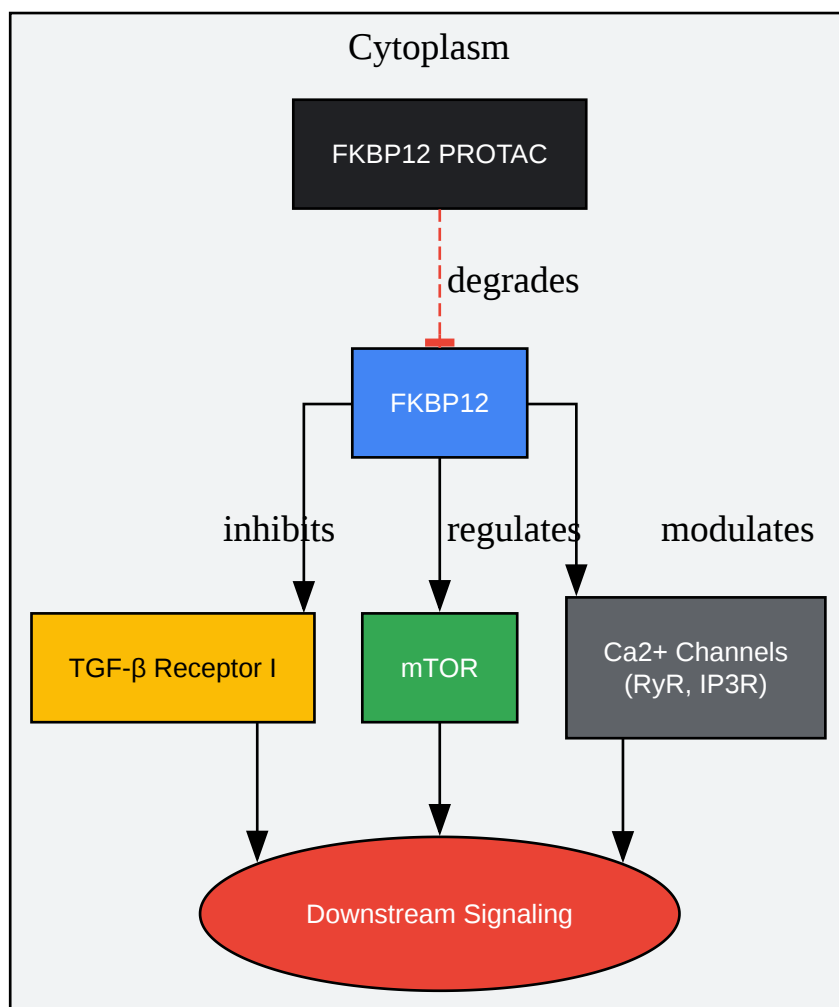 Cytoplasm
FKBP12 PROTAC
degrades
FKBP12
inhibits
regulates
modulates
TGF-β Receptor I
mTOR
Ca2+ Channels
(RyR, IP3R)
Downstream Signaling